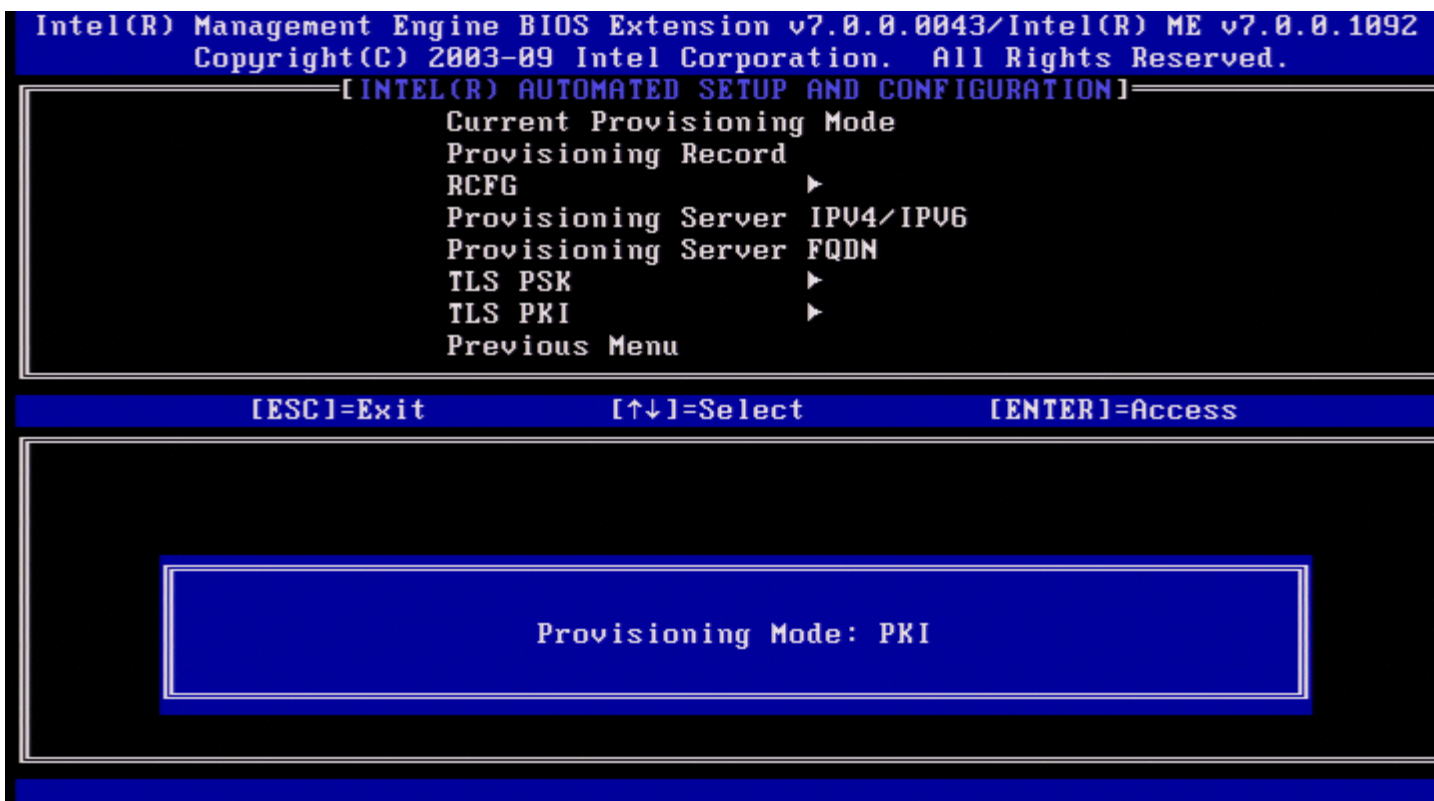 Intel(R) Management Engine BIOS Extension v7.0.0.0043/Intel(R) ME v7.0.0.1092
Copyright(C) 2003-09 Intel Corporation. All Rights Reserved.
[INTEL(R) AUTOMATED SETUP AND CONFIGURATION]
Current Provisioning Mode
Provisioning Record
RCFG ►
Provisioning Server IPV4/IPV6
Provisioning Server FQDN
TLS PSK ►
TLS PKI ►
Previous Menu
[ESC]=Exit [↑↓]=Select [ENTER]=Access
Provisioning Mode: PKI